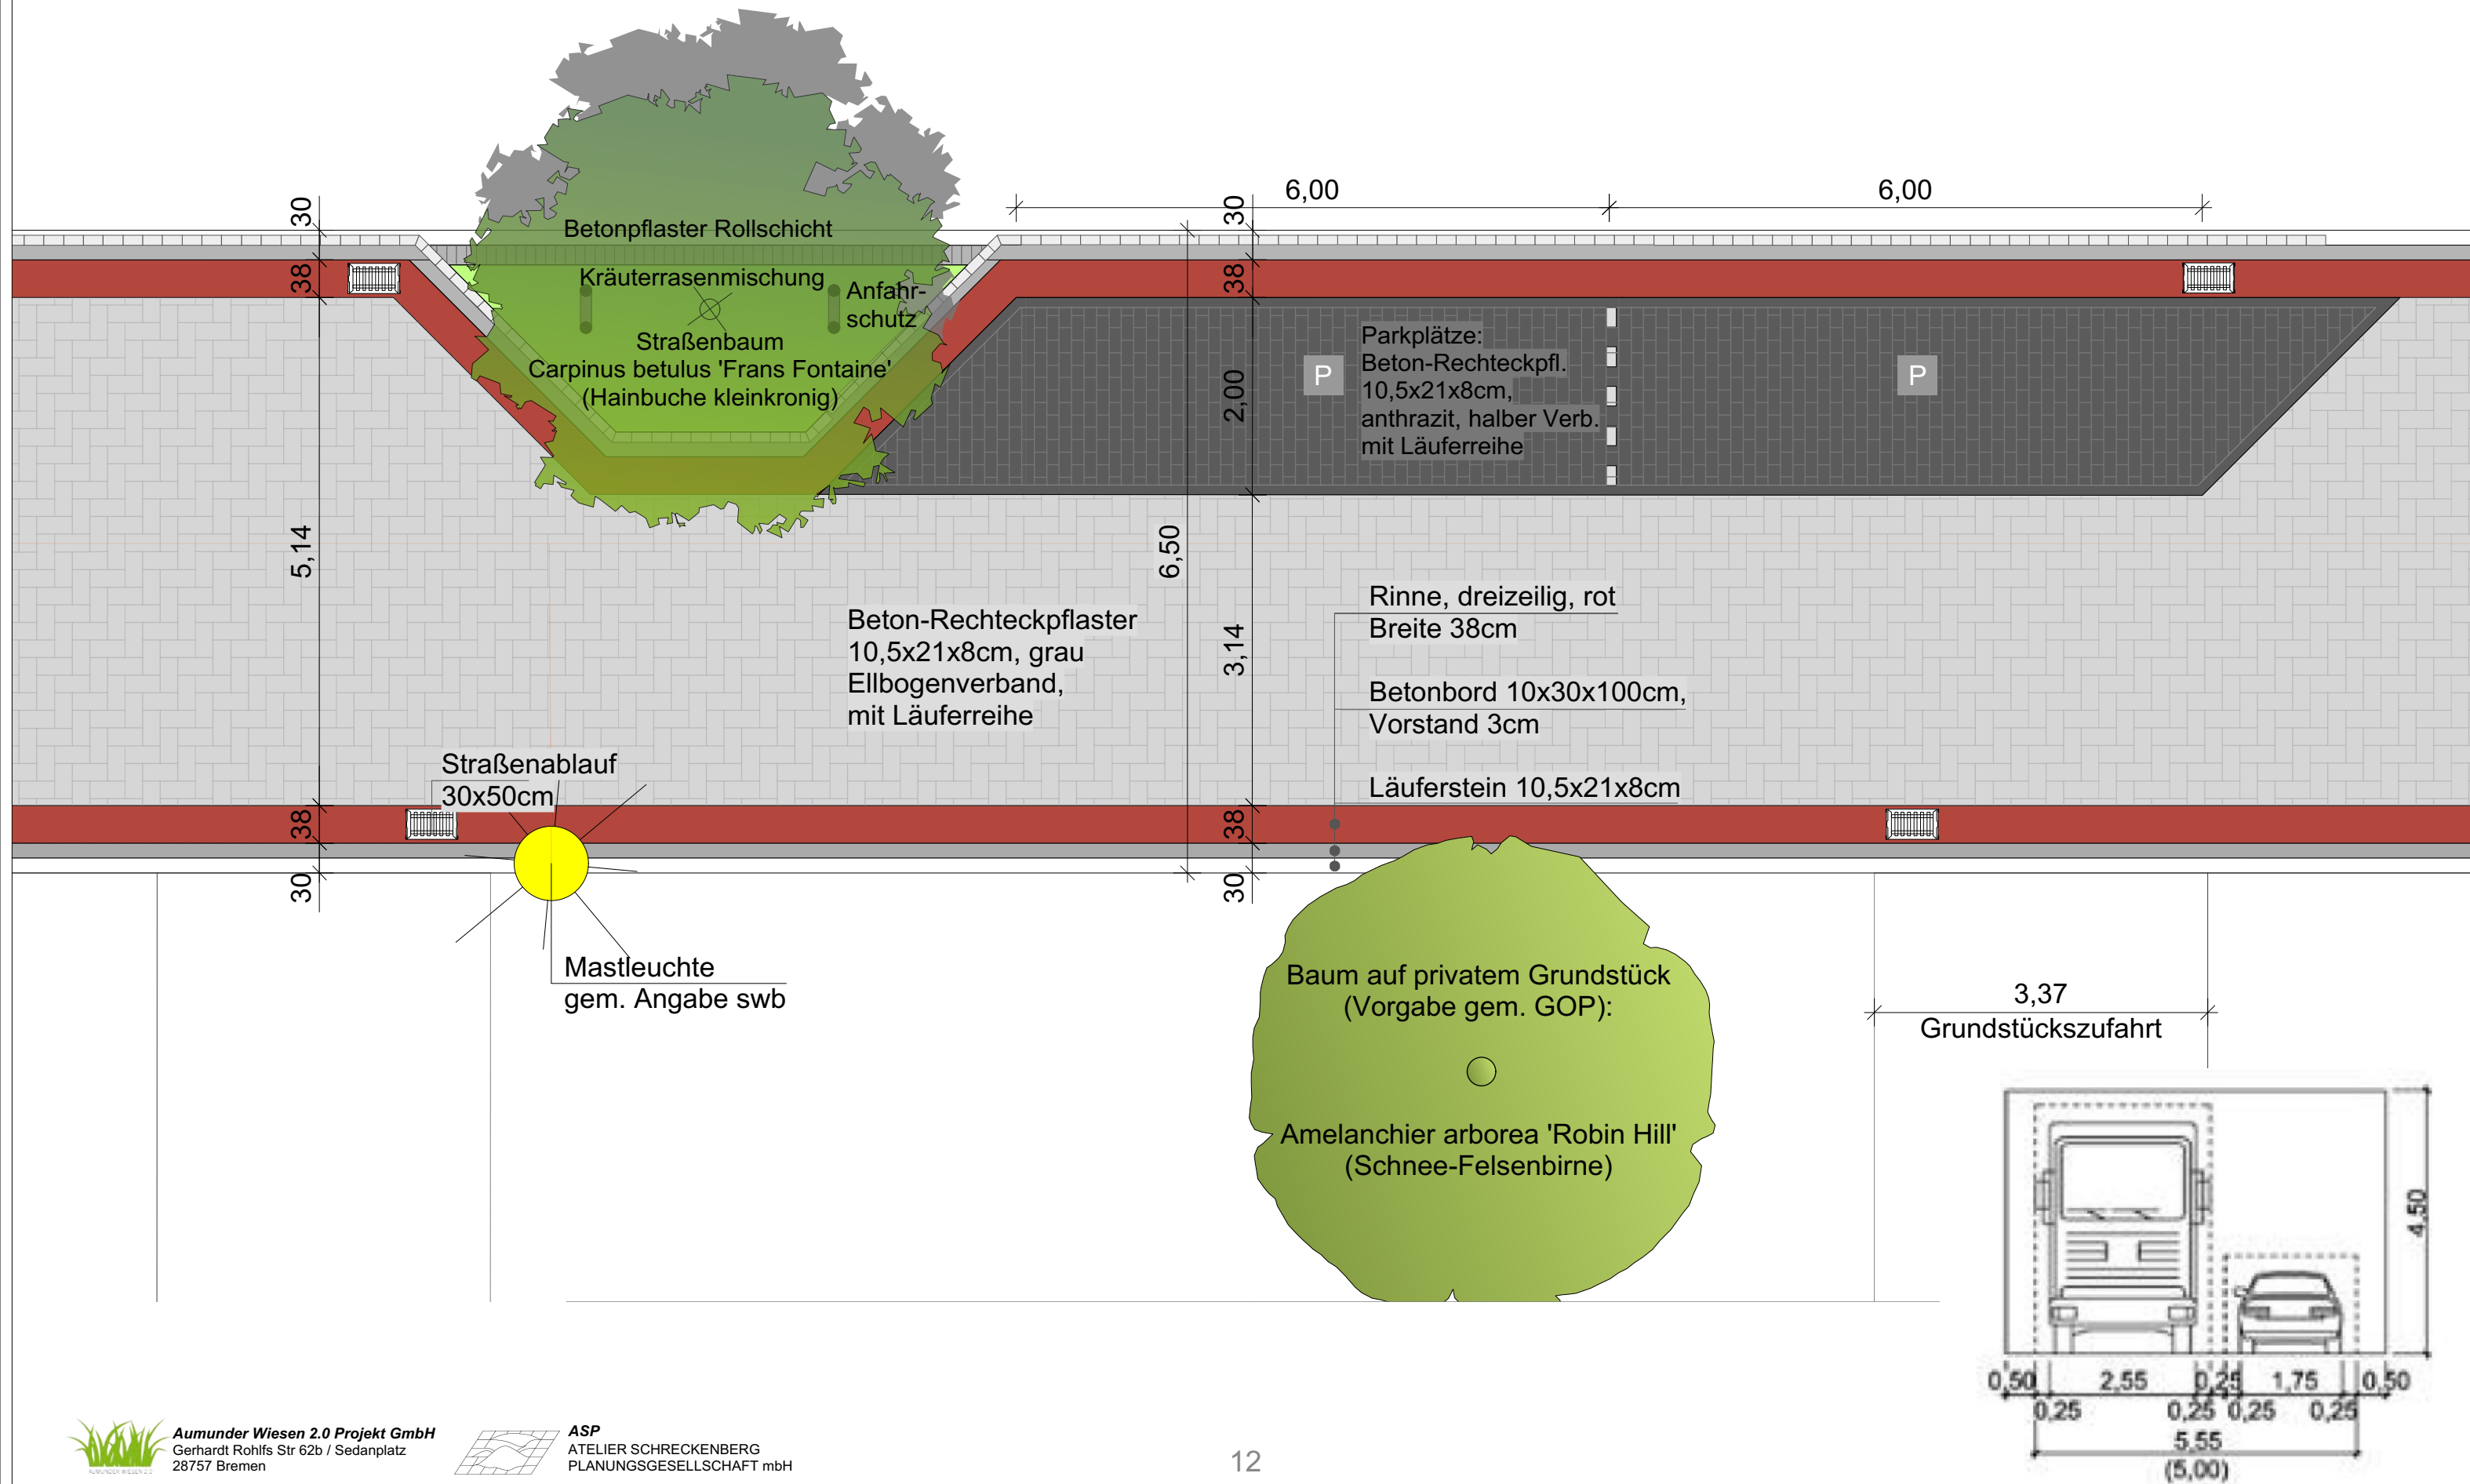 6,00
6,00
30
30
Betonpflaster Rollschicht
38
Kräuterrasenmischung
Anfahr-
schutz
38
Straßenbaum
Carpinus betulus 'Frans Fontaine'
(Hainbuche kleinkronig)
2,00
P
Parkplätze:
Beton-Rechteckpfl.
10,5x21x8cm,
anthrazit, halber Verb.
mit Läuferreihe
P
5,14
6,50
3,14
Beton-Rechteckpflaster
10,5x21x8cm, grau
Ellbogenverband,
mit Läuferreihe
Rinne, dreizeilig, rot
Breite 38cm
Betonbord 10x30x100cm,
Vorstand 3cm
Läuferstein 10,5x21x8cm
Straßenablauf
30x50cm
38
38
30
30
Mastleuchte
gem. Angabe swb
Baum auf privatem Grundstück
(Vorgabe gem. GOP):
Amelanchier arborea 'Robin Hill'
(Schnee-Felsenbirne)
3,37
Grundstückszufahrt
4,50
0,50 2,55 0,25 1,75 0,50
0,25 0,25 0,25 0,25
5,55
(5,00)
AUMUNDER WIESEN 2.0
Aumunder Wiesen 2.0 Projekt GmbH
Gerhardt Rohlfs Str 62b / Sedanplatz
28757 Bremen
ASP
ATELIER SCHRECKENBERG
PLANUNGSGESELLSCHAFT mbH
12